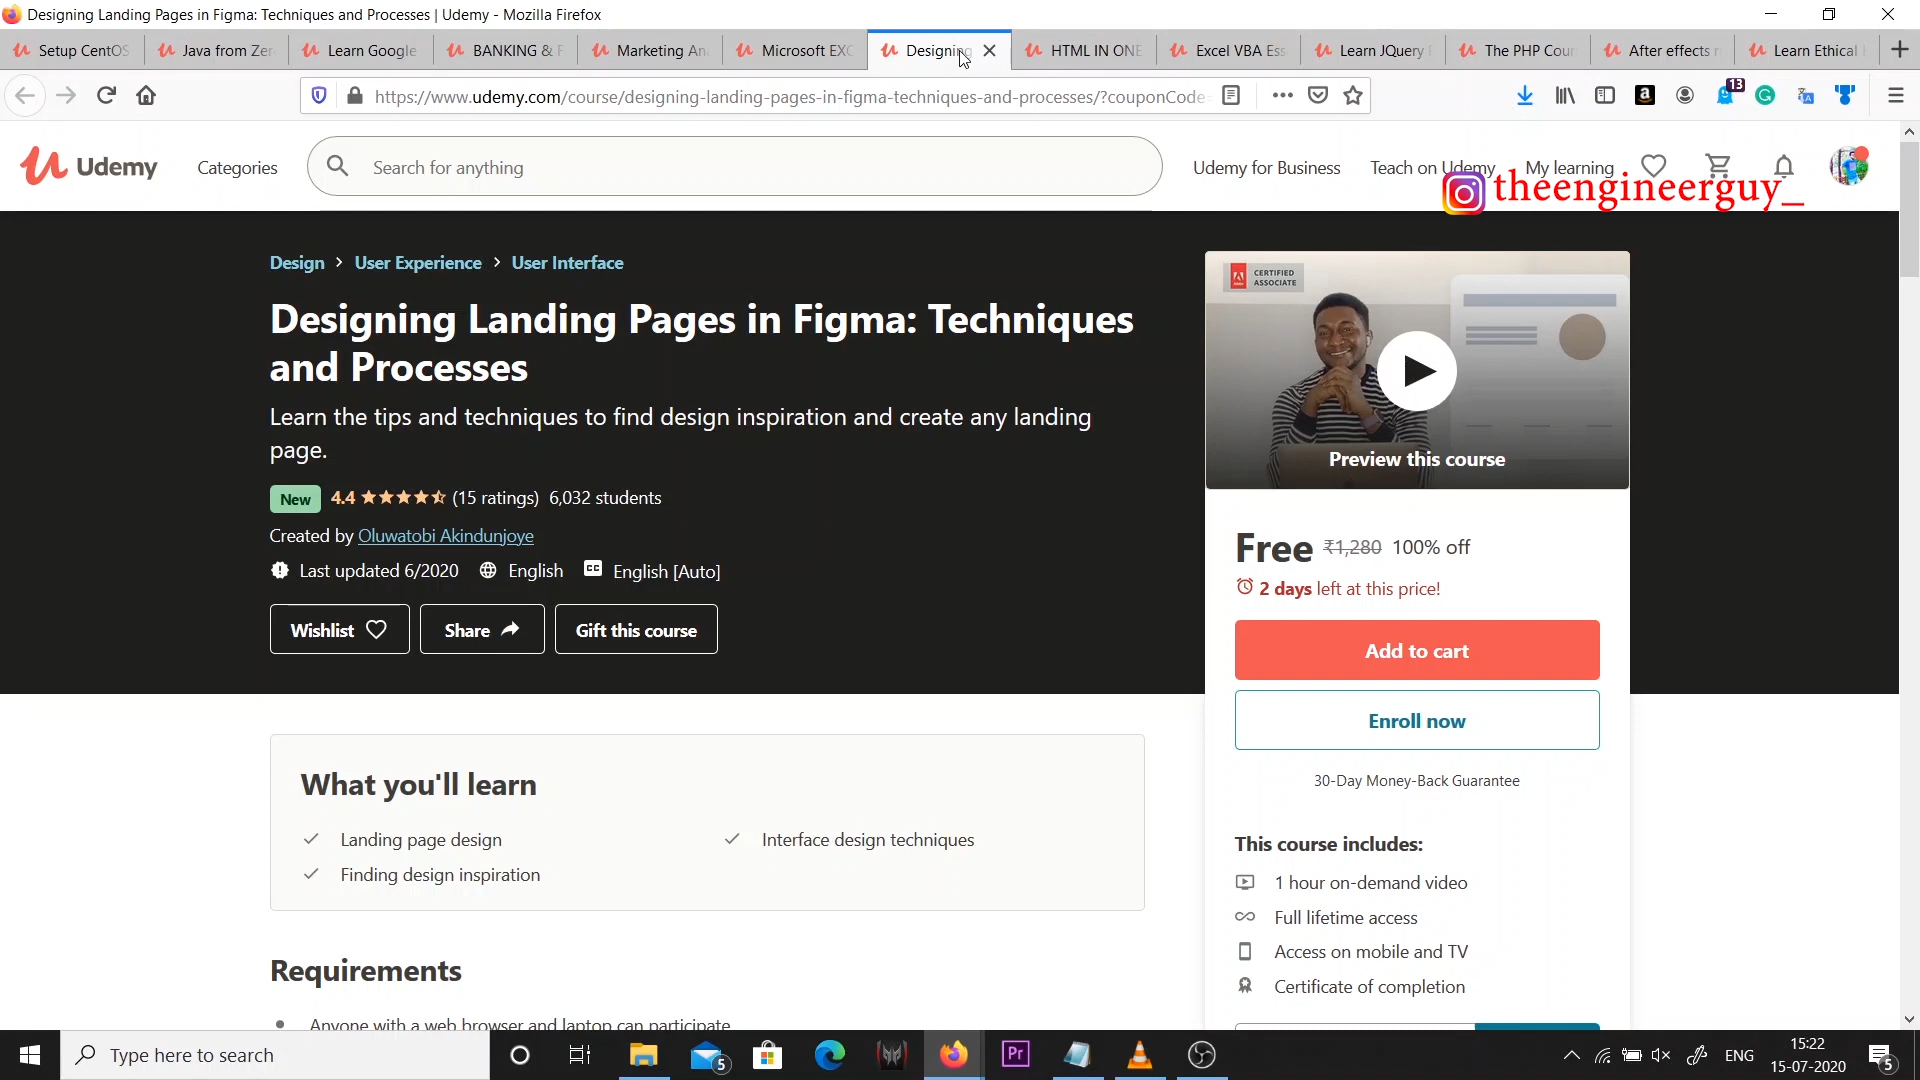 Designing Landing Pages in Figma: Techniques and Processes | Udemy - Mozilla Firefox
Setup CentOS
Java from Zer
Learn Google
BANKING & F
Marketing An
Microsoft EXC
Designing
HTML IN ONE
Excel VBA Ess
Learn JQuery
The PHP Cour
After effects
Learn Ethical
https://www.udemy.com/course/designing-landing-pages-in-figma-techniques-and-processes/?couponCode=
13
Udemy
Categories
Search for anything
Udemy for Business
Teach on Udemy
My learning
theengineerguy_
Design > User Experience > User Interface
Designing Landing Pages in Figma: Techniques
and Processes
Learn the tips and techniques to find design inspiration and create any landing
page.
New 4.4 (15 ratings) 6,032 students
Created by Oluwatobi Akindunjoye
Last updated 6/2020 English CC English [Auto]
Wishlist
Share
Gift this course
CERTIFIED
ASSOCIATE
Preview this course
Free ₹1,280 100% off
2 days left at this price!
Add to cart
Enroll now
30-Day Money-Back Guarantee
This course includes:
1 hour on-demand video
Full lifetime access
Access on mobile and TV
Certificate of completion
What you'll learn
Landing page design
Interface design techniques
Finding design inspiration
Requirements
Anyone with a web browser and laptop can participate
Type here to search
5
Pr
ENG
15:22
15-07-2020
5